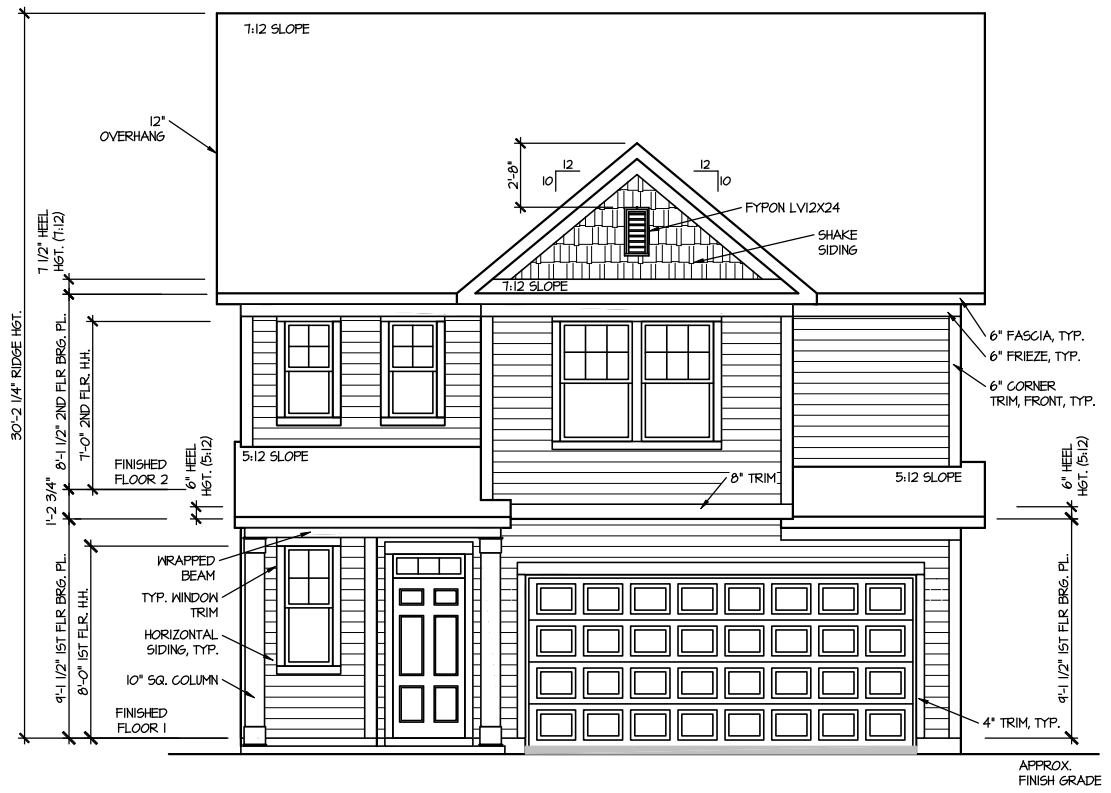 7:12 SLOPE
12"
OVERHANG
2'-8"
12
10
12
10
FYPON LV12X24
SHAKE
SIDING
7 1/2" HEEL
HGT. (7:12)
7:12 SLOPE
30'-2 1/4" RIDGE HGT.
8'-1 1/2" 2ND FLR BRG. PL.
7'-0" 2ND FLR. H.H.
6" FASCIA, TYP.
6" FRIEZE, TYP.
6" CORNER
TRIM, FRONT, TYP.
FINISHED
FLOOR 2
6" HEEL
HGT. (5:12)
5:12 SLOPE
8" TRIM
5:12 SLOPE
6" HEEL
HGT. (5:12)
1'-2 3/4"
WRAPPED
BEAM
TYP. WINDOW
TRIM
HORIZONTAL
SIDING, TYP.
10" SQ. COLUMN
9'-1 1/2" 1ST FLR BRG. PL.
8'-0" 1ST FLR. H.H.
9'-1 1/2" 1ST FLR BRG. PL.
FINISHED
FLOOR 1
4" TRIM, TYP.
APPROX.
FINISH GRADE